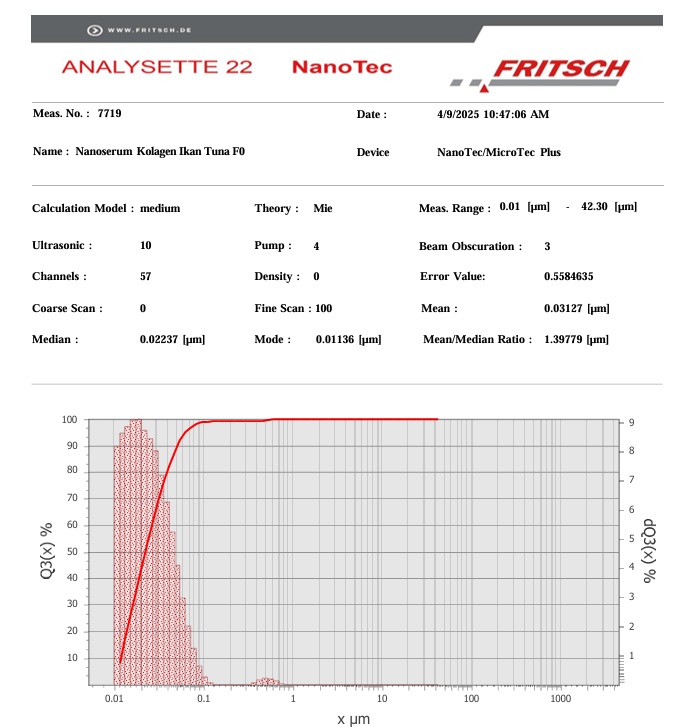 WWW.FRITSCH.DE
ANALYSETTE 22 NanoTec FRITSCH
Meas. No. : 7719 Date : 4/9/2025 10:47:06 AM
Name : Nanoserum Kolagen Ikan Tuna F0 Device NanoTec/MicroTec Plus
Calculation Model : medium Theory : Mie Meas. Range : 0.01 [µm] - 42.30 [µm]
Ultrasonic : 10 Pump : 4 Beam Obscuration : 3
Channels : 57 Density : 0 Error Value: 0.5584635
Coarse Scan : 0 Fine Scan : 100 Mean : 0.03127 [µm]
Median : 0.02237 [µm] Mode : 0.01136 [µm] Mean/Median Ratio : 1.39779 [µm]
100
90
80
70
60
50
40
30
20
10
Q3(x) %
9
8
7
6
5
4
3
2
1
dQ3(x) %
0.01 0.1 1 10 100 1000
x µm